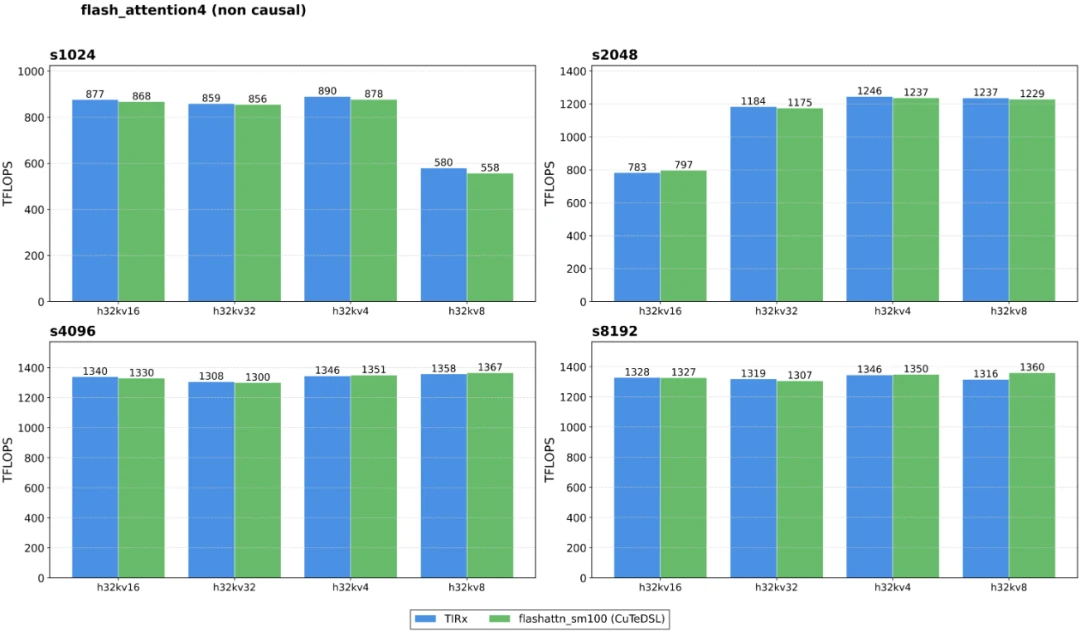 flash_attention4 (non causal)
s1024
TFLOPS
1000
800
600
400
200
0
877 868 859 856 890 878 580 558
h32kv16 h32kv32 h32kv4 h32kv8
s2048
TFLOPS
1400
1200
1000
800
600
400
200
0
783 797 1184 1175 1246 1237 1237 1229
h32kv16 h32kv32 h32kv4 h32kv8
s4096
TFLOPS
1400
1200
1000
800
600
400
200
0
1340 1330 1308 1300 1346 1351 1358 1367
h32kv16 h32kv32 h32kv4 h32kv8
s8192
TFLOPS
1400
1200
1000
800
600
400
200
0
1328 1327 1319 1307 1346 1350 1316 1360
h32kv16 h32kv32 h32kv4 h32kv8
TIRx flashattn_sm100 (CuTeDSL)